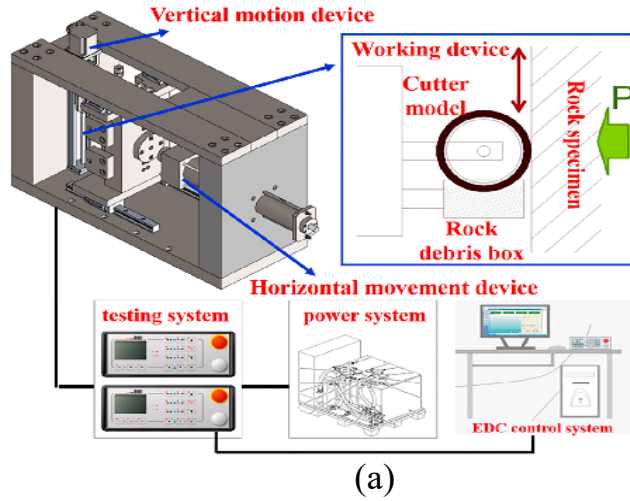 Vertical motion device
Working device
Cutter
model
Rock specimen
P
Rock
debris box
Horizontal movement device
testing system
power system
EDC control system
(a)